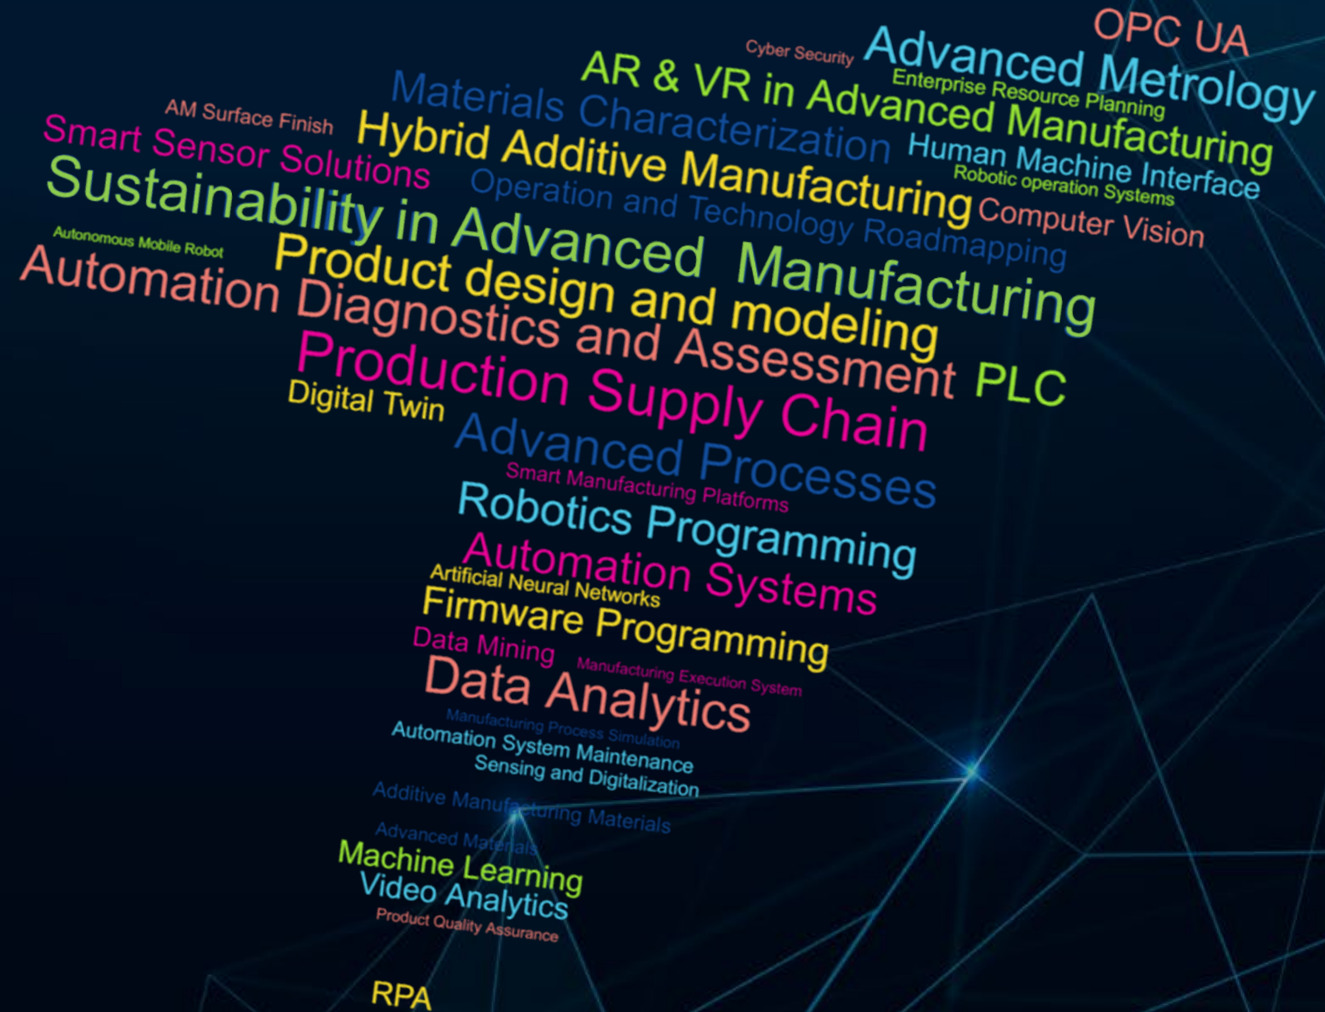 OPC UA
Advanced Metrology
Cyber Security
AR & VR in Advanced Manufacturing
Enterprise Resource Planning
Materials Characterization
Human Machine Interface
AM Surface Finish
Hybrid Additive Manufacturing
Robotic operation Systems
Smart Sensor Solutions
Operation and Technology Roadmapping
Computer Vision
Sustainability in Advanced Manufacturing
Autonomous Mobile Robot
Product design and modeling
Automation Diagnostics and Assessment
PLC
Production Supply Chain
Digital Twin
Advanced Processes
Smart Manufacturing Platforms
Robotics Programming
Automation Systems
Artificial Neural Networks
Firmware Programming
Data Mining
Manufacturing Execution System
Data Analytics
Manufacturing Process Simulation
Automation System Maintenance
Sensing and Digitalization
Additive Manufacturing Materials
Advanced Materials
Machine Learning
Video Analytics
Product Quality Assurance
RPA